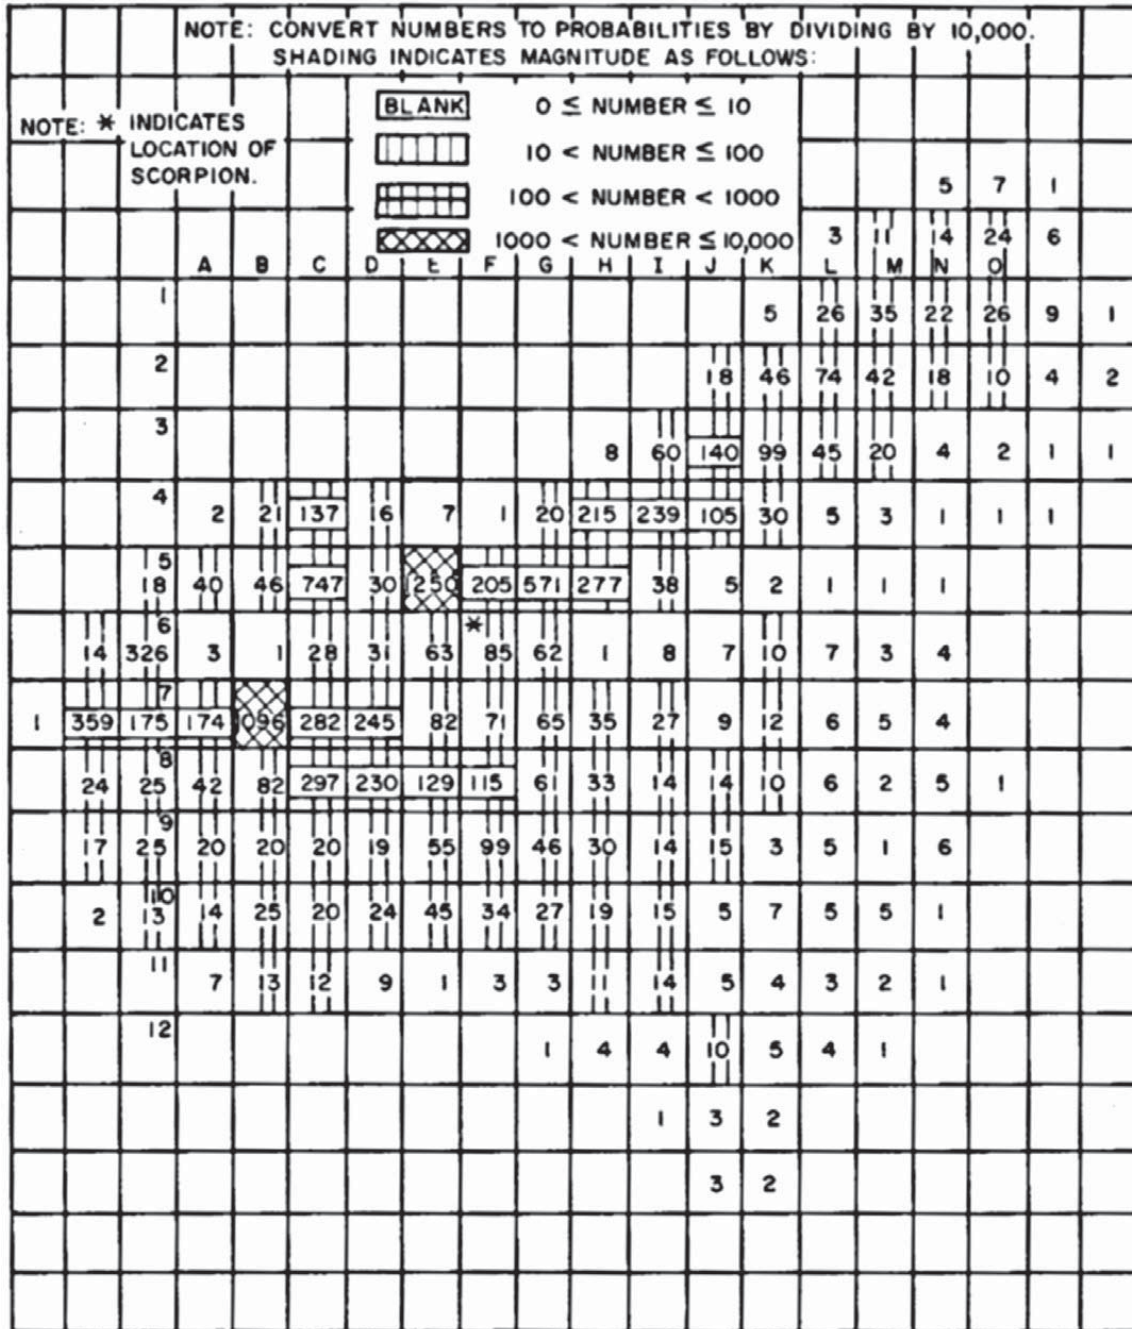 NOTE: CONVERT NUMBERS TO PROBABILITIES BY DIVIDING BY 10,000.
SHADING INDICATES MAGNITUDE AS FOLLOWS:
NOTE: * INDICATES
LOCATION OF
SCORPION.
BLANK 0 ≤ NUMBER ≤ 10
10 < NUMBER ≤ 100
100 < NUMBER < 1000
1000 < NUMBER ≤ 10,000
5 7 1
3 11 14 24 6
A B C D E F G H I J K L M N O
1 5 26 35 22 26 9 1
2 18 46 74 42 18 10 4 2
3 8 60 140 99 45 20 4 2 1 1
4 2 21 137 16 7 1 20 215 239 105 30 5 3 1 1 1
5
18 40 46 747 30 1250 205 571 277 38 5 2 1 1 1
6 *
14 326 3 1 28 31 63 85 62 1 8 7 10 7 3 4
7
1 359 175 174 1096 282 245 82 71 65 35 27 9 12 6 5 4
8
24 25 42 82 297 230 129 115 61 33 14 14 10 6 2 5 1
9
17 25 20 20 20 19 55 99 46 30 14 15 3 5 1 6
10
2 13 14 25 20 24 45 34 27 19 15 5 7 5 5 1
11 7 13 12 9 1 3 3 11 14 5 4 3 2 1
12 1 4 4 10 5 4 1
1 3 2
3 2